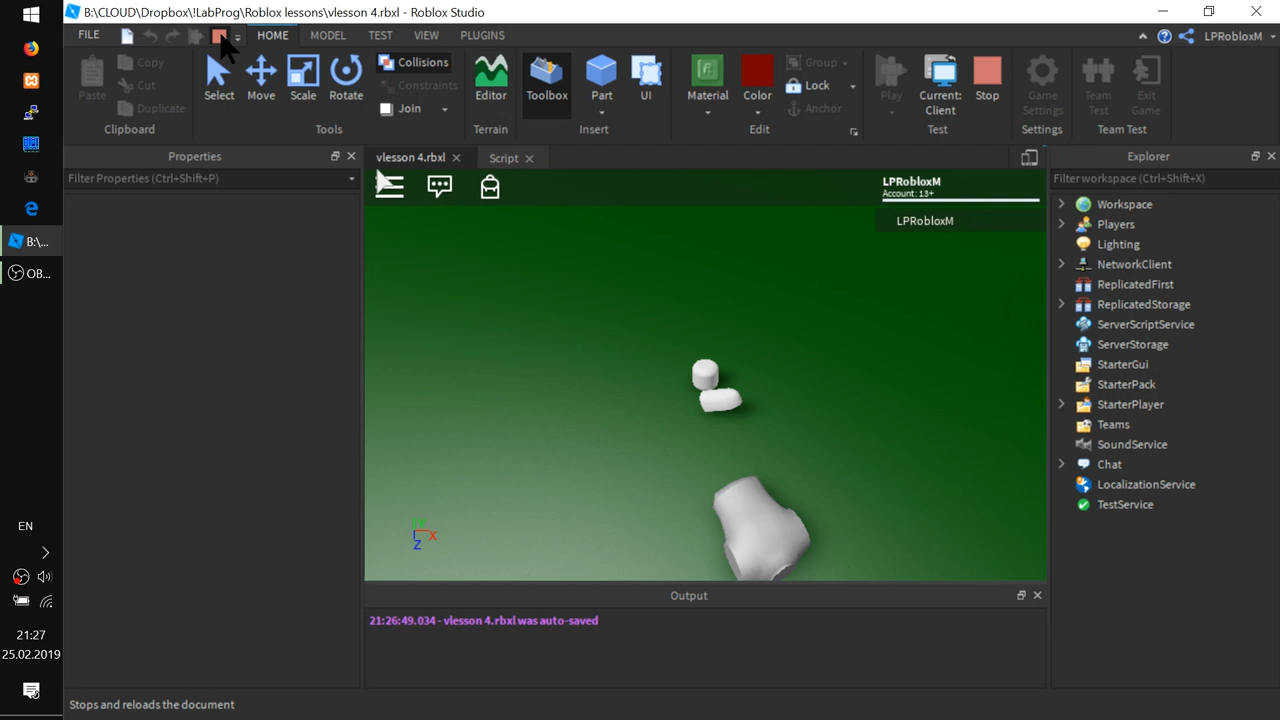 B:\CLOUD\Dropbox\!LabProg\Roblox lessons\vlesson 4.rbxl - Roblox Studio
FILE HOME MODEL TEST VIEW PLUGINS LPRobloxM
Paste Copy Cut Duplicate
Clipboard
Select Move Scale Rotate
Collisions
Constraints
Join
Tools
Editor
Terrain
Toolbox Part UI
Insert
Material Color
Group
Lock
Anchor
Edit
Play Current: Client Stop
Test
Game Settings
Settings
Team Test Exit Game
Team Test
Properties
Filter Properties (Ctrl+Shift+P)
vlesson 4.rbxl Script
LPRobloxM
Account: 13+
LPRobloxM
X
Z
Output
21:26:49.034 - vlesson 4.rbxl was auto-saved
Explorer
Filter workspace (Ctrl+Shift+X)
Workspace
Players
Lighting
NetworkClient
ReplicatedFirst
ReplicatedStorage
ServerScriptService
ServerStorage
StarterGui
StarterPack
StarterPlayer
Teams
SoundService
Chat
LocalizationService
TestService
B:\...
OB...
EN
21:27
25.02.2019
Stops and reloads the document